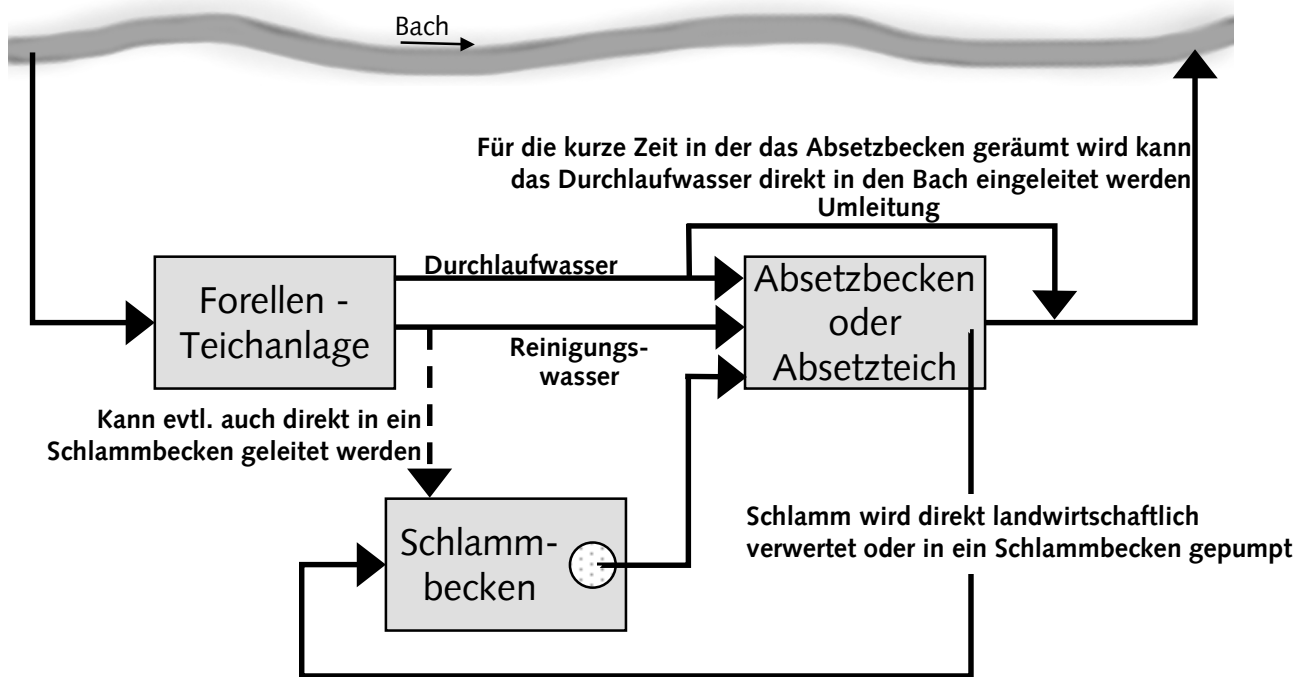 Bach
Für die kurze Zeit in der das Absetzbecken geräumt wird kann
das Durchlaufwasser direkt in den Bach eingeleitet werden
Umleitung
Durchlaufwasser
Forellen -
Teichanlage
Absetzbecken
oder
Absetzteich
Reinigungs-
wasser
Kann evtl. auch direkt in ein
Schlammbecken geleitet werden
Schlamm-
becken
Schlamm wird direkt landwirtschaftlich
verwertet oder in ein Schlammbecken gepumpt